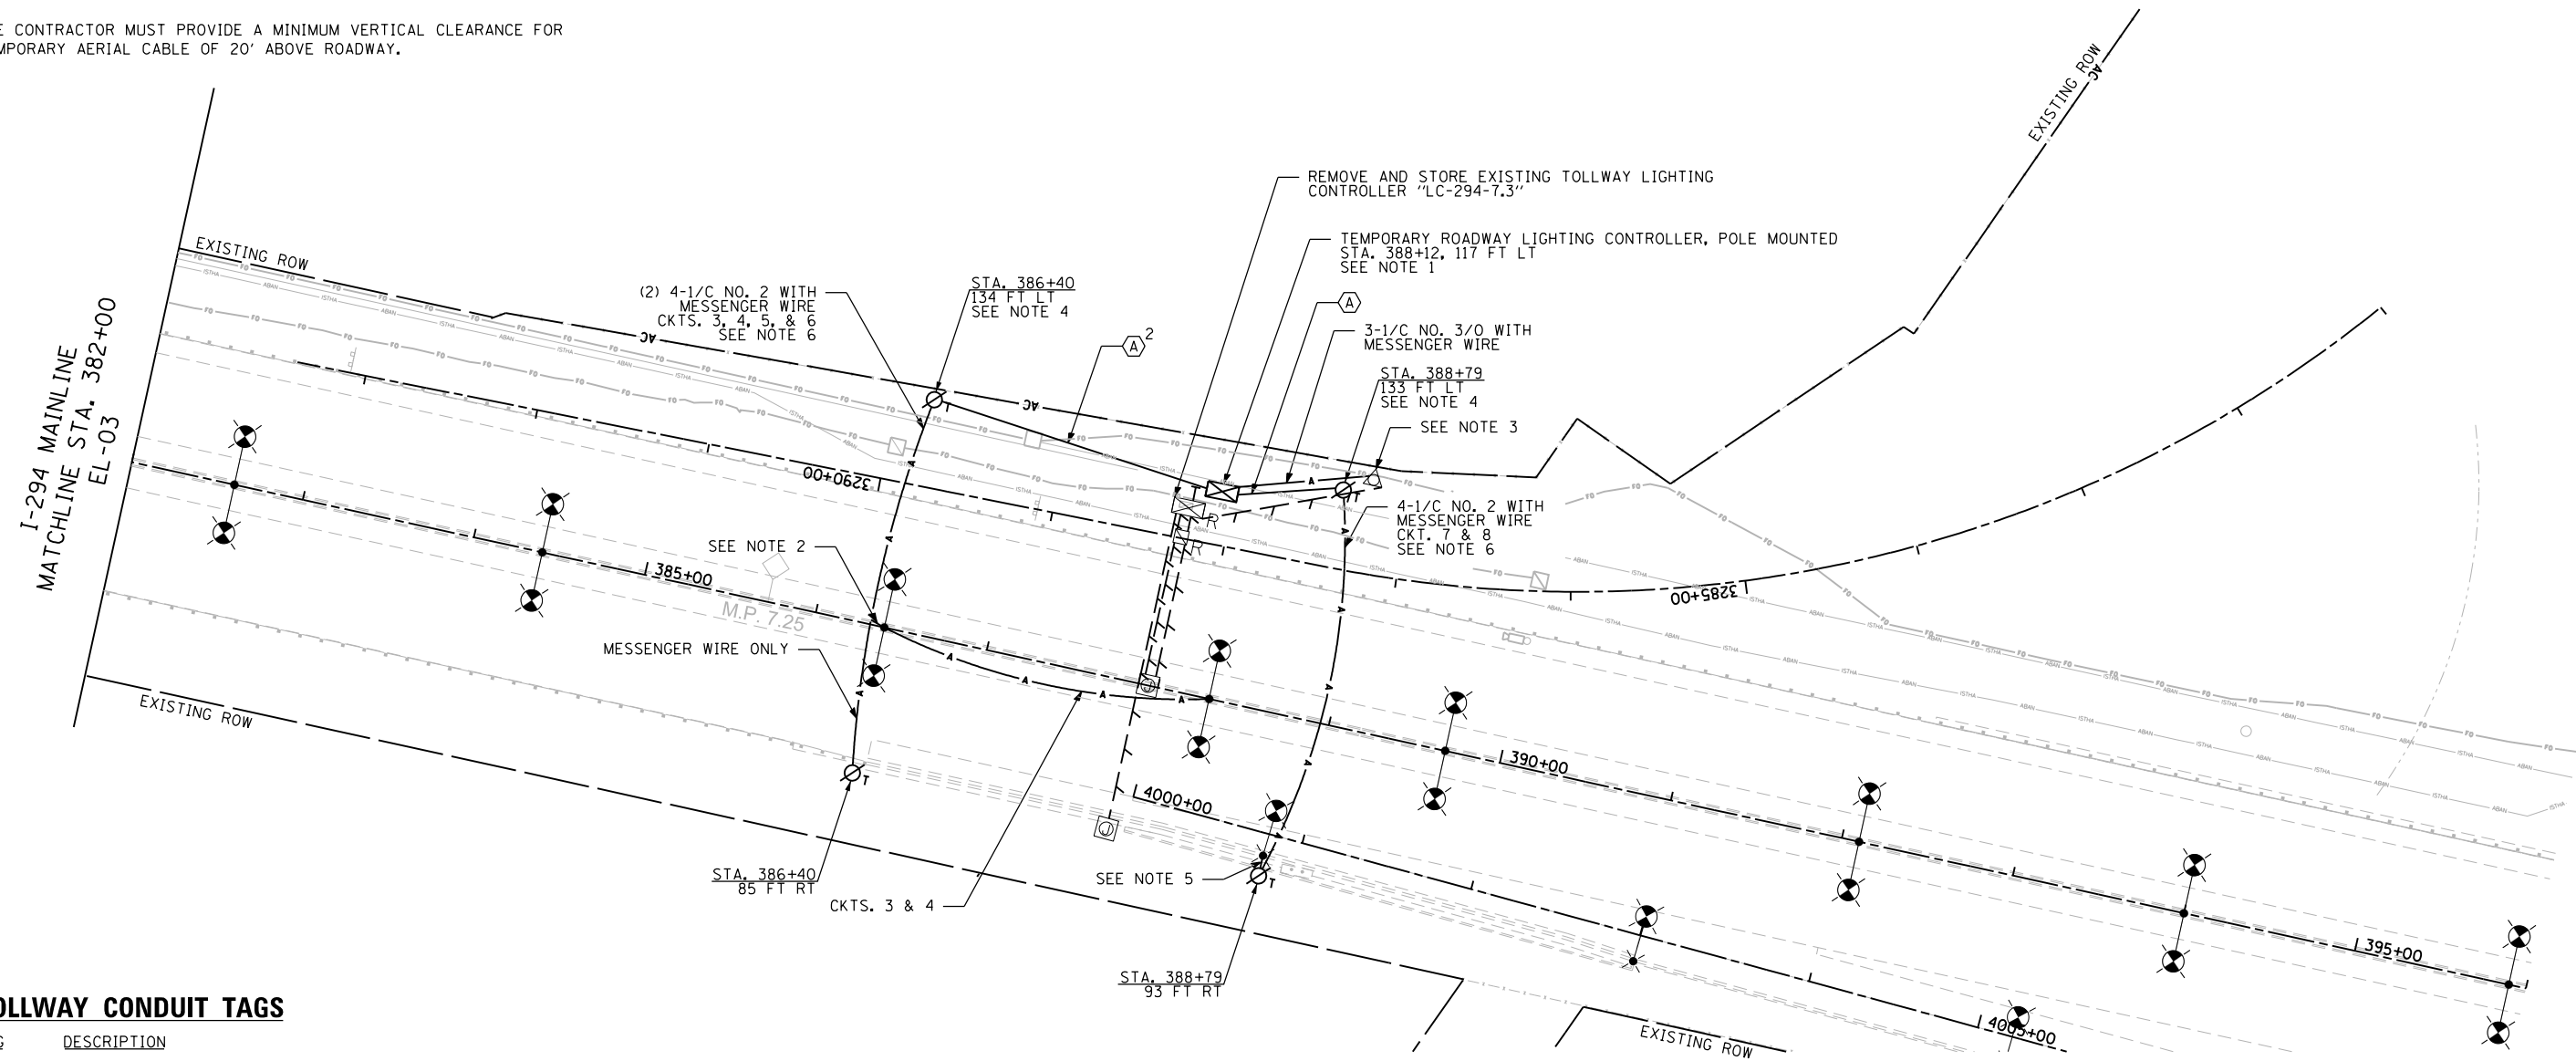 E CONTRACTOR MUST PROVIDE A MINIMUM VERTICAL CLEARANCE FOR
MPORARY AERIAL CABLE OF 20' ABOVE ROADWAY.
EXISTING ROW
AC
REMOVE AND STORE EXISTING TOLLWAY LIGHTING
CONTROLLER "LC-294-7.3"
TEMPORARY ROADWAY LIGHTING CONTROLLER, POLE MOUNTED
STA. 388+12, 117 FT LT
SEE NOTE 1
EXISTING ROW
STA. 386+40
134 FT LT
SEE NOTE 4
(2) 4-1/C NO. 2 WITH
MESSENGER WIRE
CKTS. 3, 4, 5, & 6
SEE NOTE 6
A
A 2
3-1/C NO. 3/0 WITH
MESSENGER WIRE
STA. 388+79
133 FT LT
SEE NOTE 4
SEE NOTE 3
AC
AC
I-294 MAINLINE
MATCHLINE STA. 382+00
EL-03
3290+00
4-1/C NO. 2 WITH
MESSENGER WIRE
CKT. 7 & 8
SEE NOTE 6
R
R
T
T
SEE NOTE 2
385+00
M.P. 7.25
3285+00
MESSENGER WIRE ONLY
EXISTING ROW
J
J
390+00
4000+00
T
STA. 386+40
85 FT RT
SEE NOTE 5
T
CKTS. 3 & 4
STA. 388+79
93 FT RT
395+00
4005+00
EXISTING ROW
OLLWAY CONDUIT TAGS
G DESCRIPTION